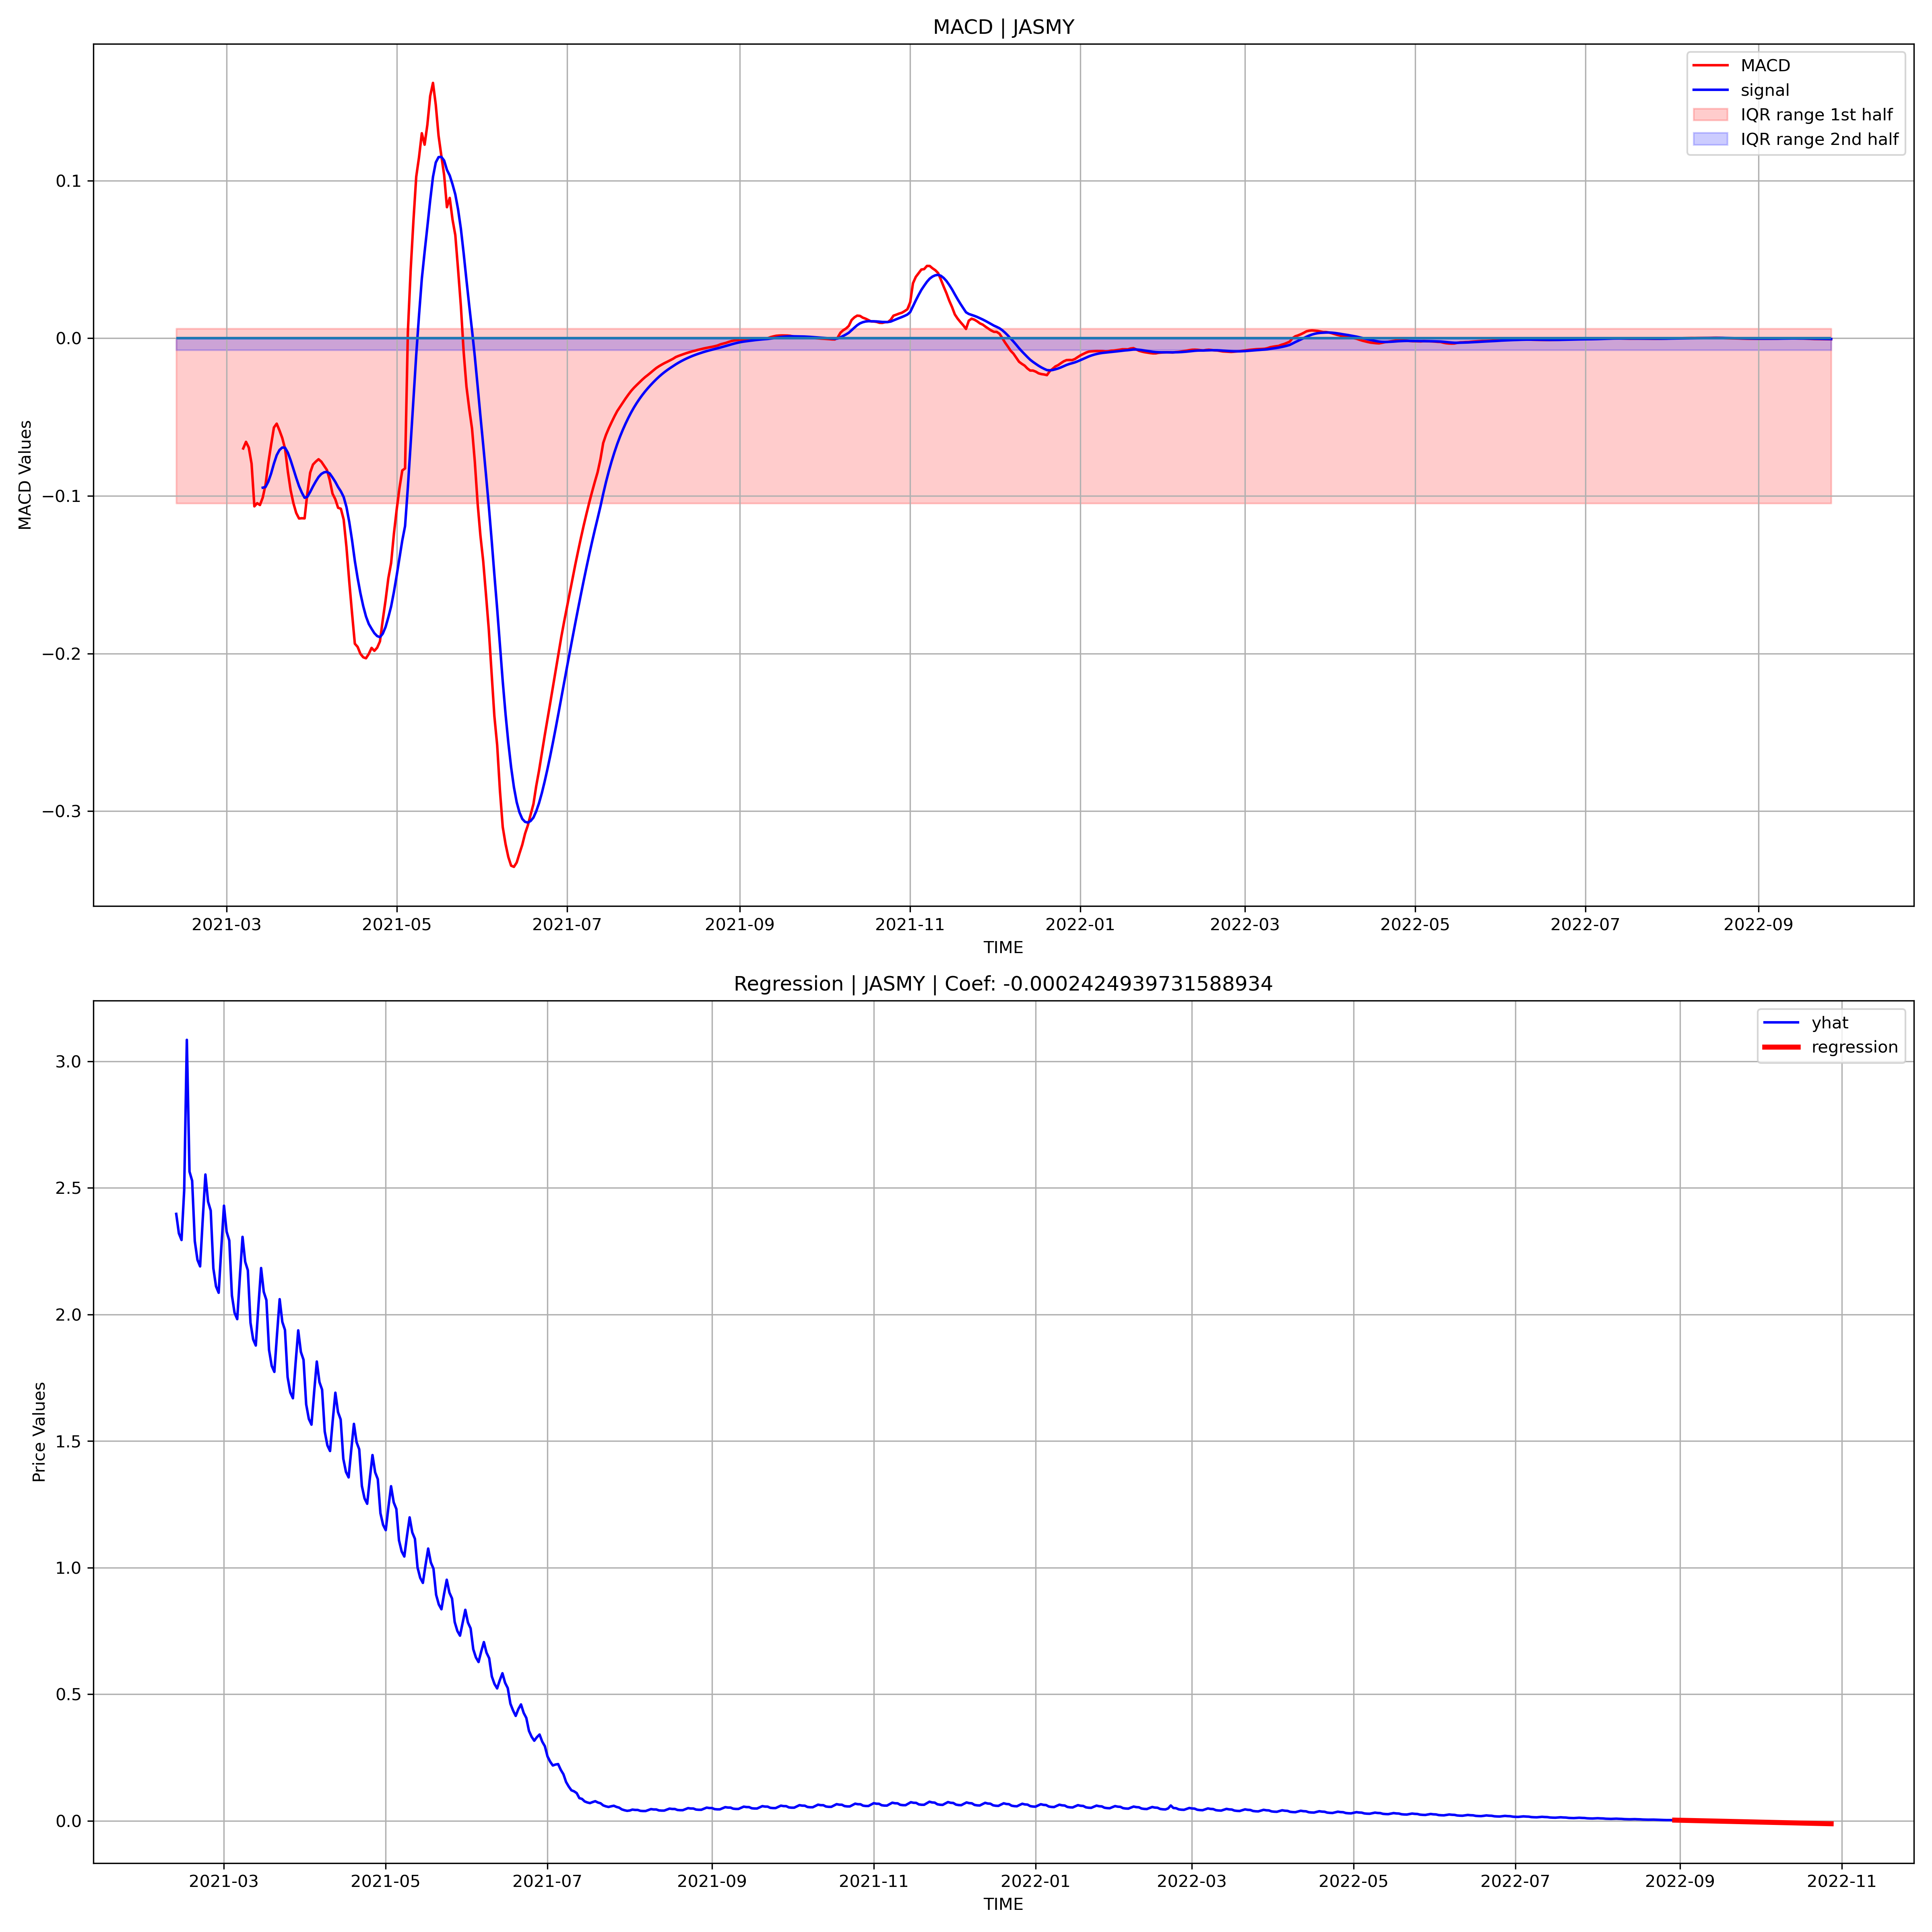 MACD | JASMY
MACD
signal
IQR range 1st half
IQR range 2nd half
MACD Values
0.1
0.0
−0.1
−0.2
−0.3
2021-03 2021-05 2021-07 2021-09 2021-11 2022-01 2022-03 2022-05 2022-07 2022-09
TIME
Regression | JASMY | Coef: -0.0002424939731588934
yhat
regression
Price Values
3.0
2.5
2.0
1.5
1.0
0.5
0.0
2021-03 2021-05 2021-07 2021-09 2021-11 2022-01 2022-03 2022-05 2022-07 2022-09 2022-11
TIME